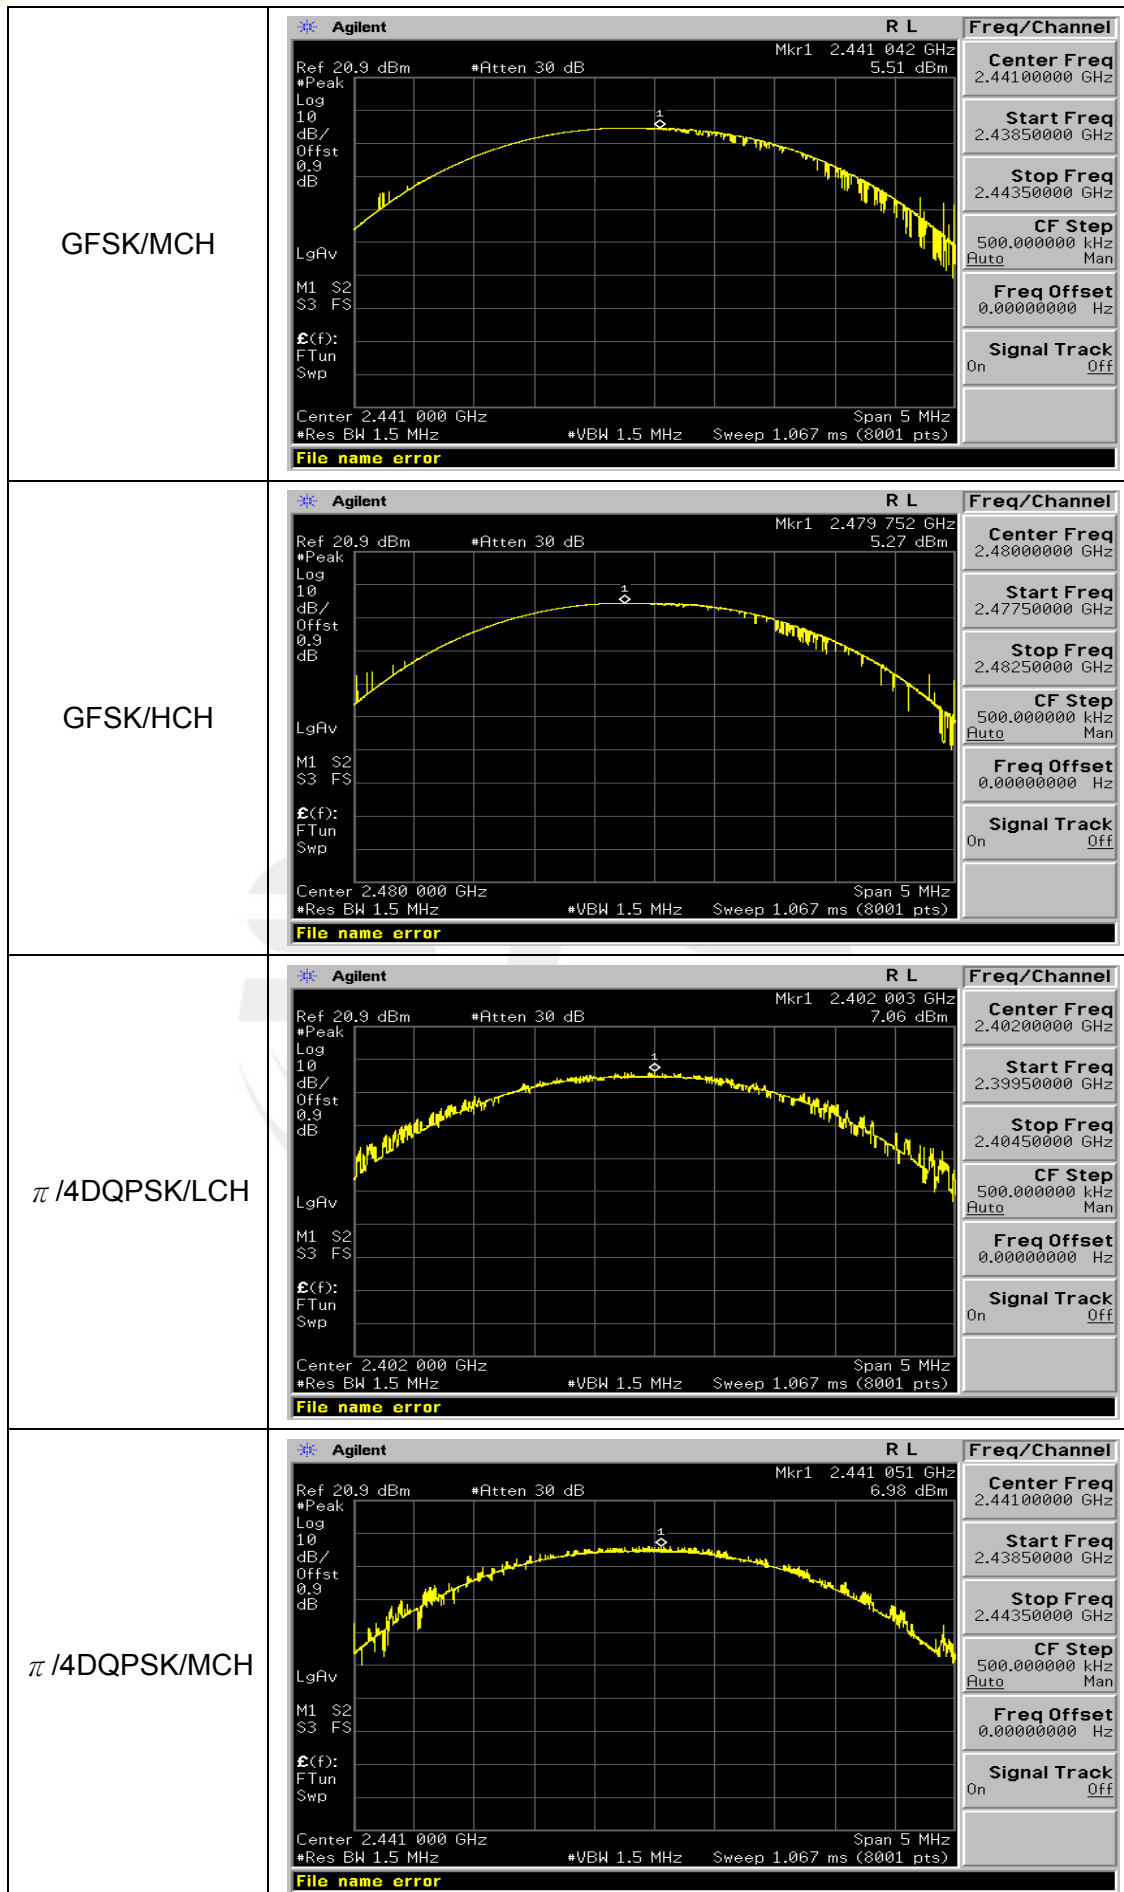 GFSK/MCH
Agilent R L Freq/Channel
Mkr1 2.441 042 GHz
Ref 20.9 dBm #Atten 30 dB 5.51 dBm
#Peak
Log
10
dB/
Offst
0.9
dB
1
LgAv
M1 S2
S3 FS
£(f):
FTun
Swp
Center 2.441 000 GHz Span 5 MHz
#Res BW 1.5 MHz #VBW 1.5 MHz Sweep 1.067 ms (8001 pts)
File name error
Center Freq
2.44100000 GHz
Start Freq
2.43850000 GHz
Stop Freq
2.44350000 GHz
CF Step
500.000000 kHz
Auto Man
Freq Offset
0.00000000 Hz
Signal Track
On Off
GFSK/HCH
Agilent R L Freq/Channel
Mkr1 2.479 752 GHz
Ref 20.9 dBm #Atten 30 dB 5.27 dBm
#Peak
Log
10
dB/
Offst
0.9
dB
1
LgAv
M1 S2
S3 FS
£(f):
FTun
Swp
Center 2.480 000 GHz Span 5 MHz
#Res BW 1.5 MHz #VBW 1.5 MHz Sweep 1.067 ms (8001 pts)
File name error
Center Freq
2.48000000 GHz
Start Freq
2.47750000 GHz
Stop Freq
2.48250000 GHz
CF Step
500.000000 kHz
Auto Man
Freq Offset
0.00000000 Hz
Signal Track
On Off
π/4DQPSK/LCH
Agilent R L Freq/Channel
Mkr1 2.402 003 GHz
Ref 20.9 dBm #Atten 30 dB 7.06 dBm
#Peak
Log
10
dB/
Offst
0.9
dB
1
LgAv
M1 S2
S3 FS
£(f):
FTun
Swp
Center 2.402 000 GHz Span 5 MHz
#Res BW 1.5 MHz #VBW 1.5 MHz Sweep 1.067 ms (8001 pts)
File name error
Center Freq
2.40200000 GHz
Start Freq
2.39950000 GHz
Stop Freq
2.40450000 GHz
CF Step
500.000000 kHz
Auto Man
Freq Offset
0.00000000 Hz
Signal Track
On Off
π/4DQPSK/MCH
Agilent R L Freq/Channel
Mkr1 2.441 051 GHz
Ref 20.9 dBm #Atten 30 dB 6.98 dBm
#Peak
Log
10
dB/
Offst
0.9
dB
1
LgAv
M1 S2
S3 FS
£(f):
FTun
Swp
Center 2.441 000 GHz Span 5 MHz
#Res BW 1.5 MHz #VBW 1.5 MHz Sweep 1.067 ms (8001 pts)
File name error
Center Freq
2.44100000 GHz
Start Freq
2.43850000 GHz
Stop Freq
2.44350000 GHz
CF Step
500.000000 kHz
Auto Man
Freq Offset
0.00000000 Hz
Signal Track
On Off